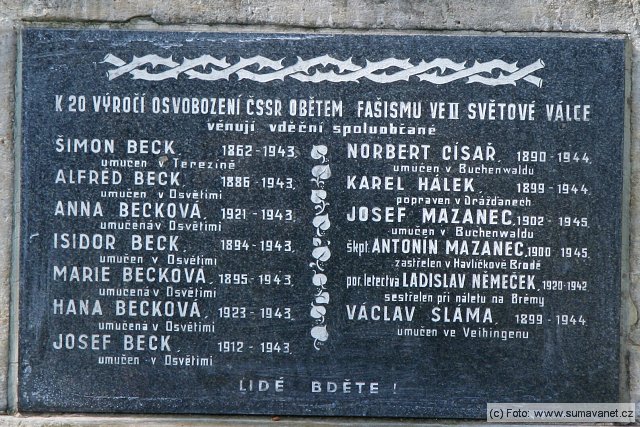 K 20 VÝROČÍ OSVOBOZENÍ ČSSR OBĚTEM FAŠISMU VE II SVĚTOVÉ VÁLCE
věnují vděční spoluobčané
ŠIMON BECK, 1862-1943,
umučen v Terezíně
ALFRÉD BECK, 1886-1943,
umučen v Osvětimi
ANNA BECKOVÁ, 1921-1943,
umučená v Osvětimi
ISIDOR BECK, 1894-1943,
umučen v Osvětimi
MARIE BECKOVÁ, 1895-1943,
umučená v Osvětimi
HANA BECKOVÁ, 1923-1943,
umučená v Osvětimi
JOSEF BECK, 1912-1943,
umučen v Osvětimi
NORBERT CÍSAŘ, 1890-1944,
umučen v Buchenwaldu
KAREL HÁLEK, 1899-1944,
popraven v Drážďanech
JOSEF MAZANEC, 1902-1945,
umučen v Buchenwaldu
škpt. ANTONÍN MAZANEC, 1900 1945,
zastřelen v Havlíčkově Brodě
por. letectva LADISLAV NĚMEČEK, 1920-1942
sestřelen při náletu na Brémy
VÁCLAV SLÁMA, 1899-1944
umučen ve Veihingenu
LIDÉ BDĚTE !
(c) Foto: www.sumavanet.cz